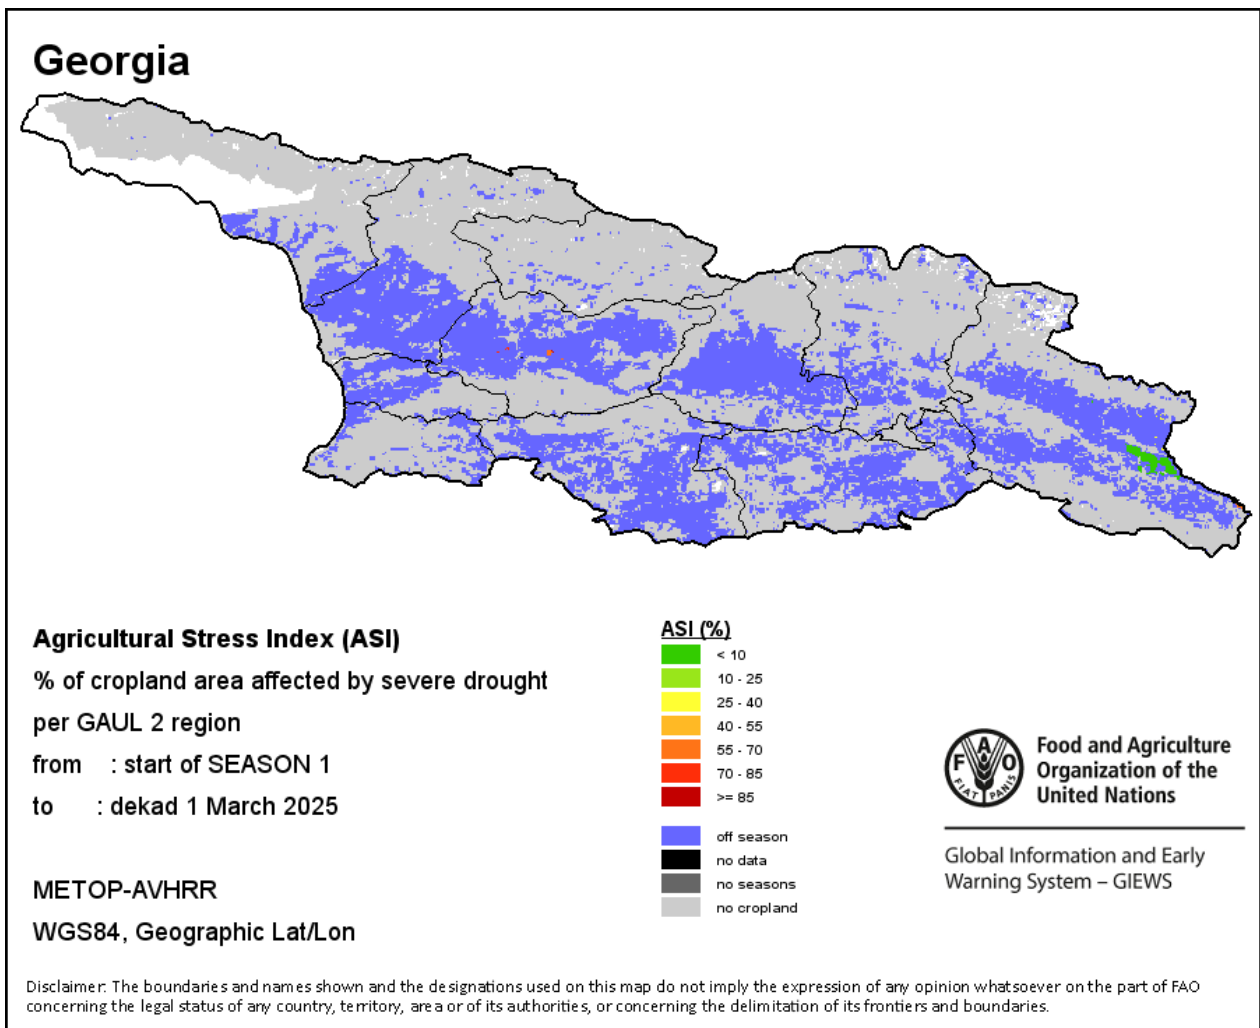 Georgia
Agricultural Stress Index (ASI)
% of cropland area affected by severe drought
per GAUL 2 region
from : start of SEASON 1
to : dekad 1 March 2025
METOP-AVHRR
WGS84, Geographic Lat/Lon
ASI (%)
< 10
10 - 25
25 - 40
40 - 55
55 - 70
70 - 85
>= 85
off season
no data
no seasons
no cropland
F A O
FIAT PANIS
Food and Agriculture
Organization of the
United Nations
Global Information and Early
Warning System – GIEWS
Disclaimer: The boundaries and names shown and the designations used on this map do not imply the expression of any opinion whatsoever on the part of FAO
concerning the legal status of any country, territory, area or of its authorities, or concerning the delimitation of its frontiers and boundaries.